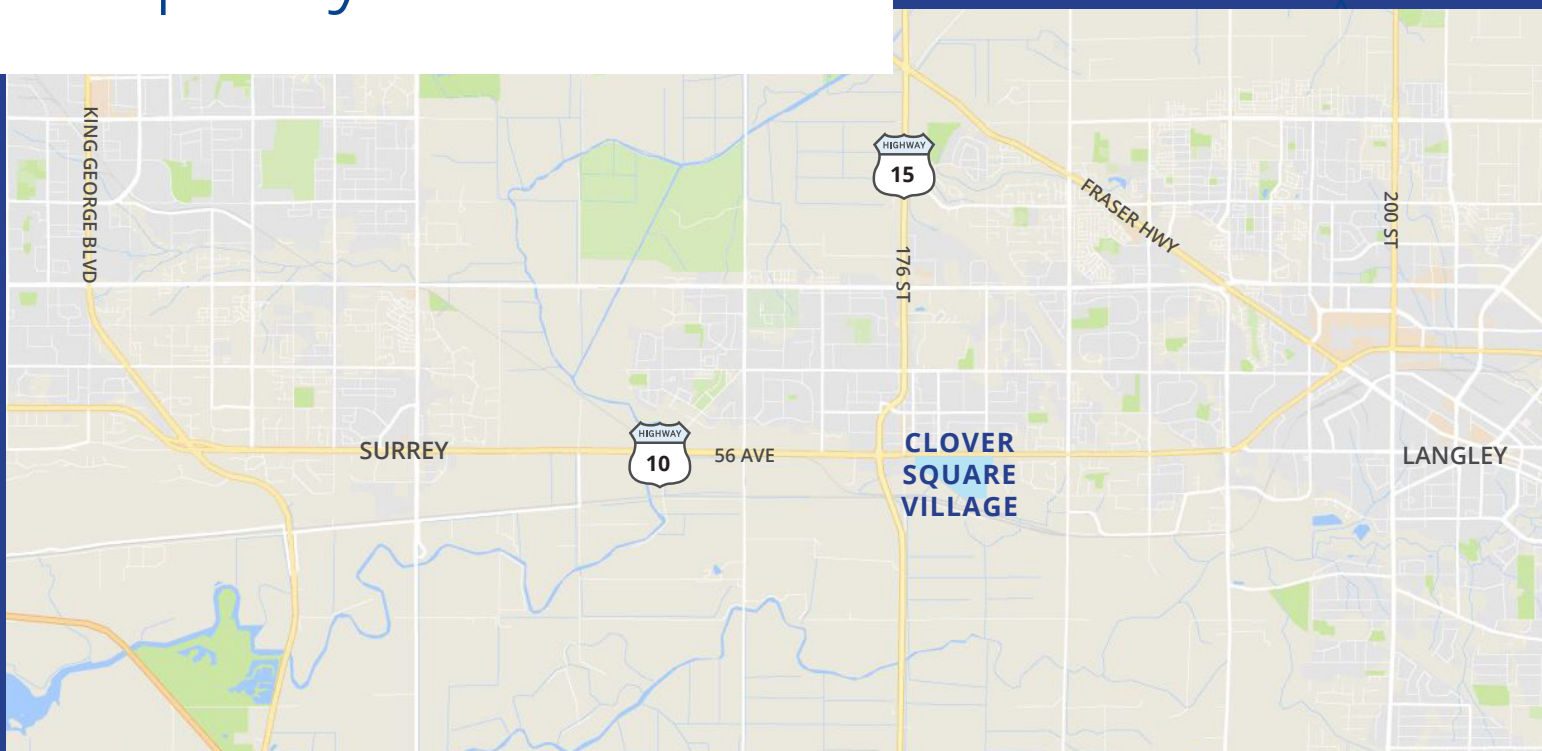 HIGHWAY
15
KING GEORGE BLVD
FRASER HWY
200 ST
176 ST
HIGHWAY
10
SURREY
56 AVE
CLOVER
SQUARE
VILLAGE
LANGLEY